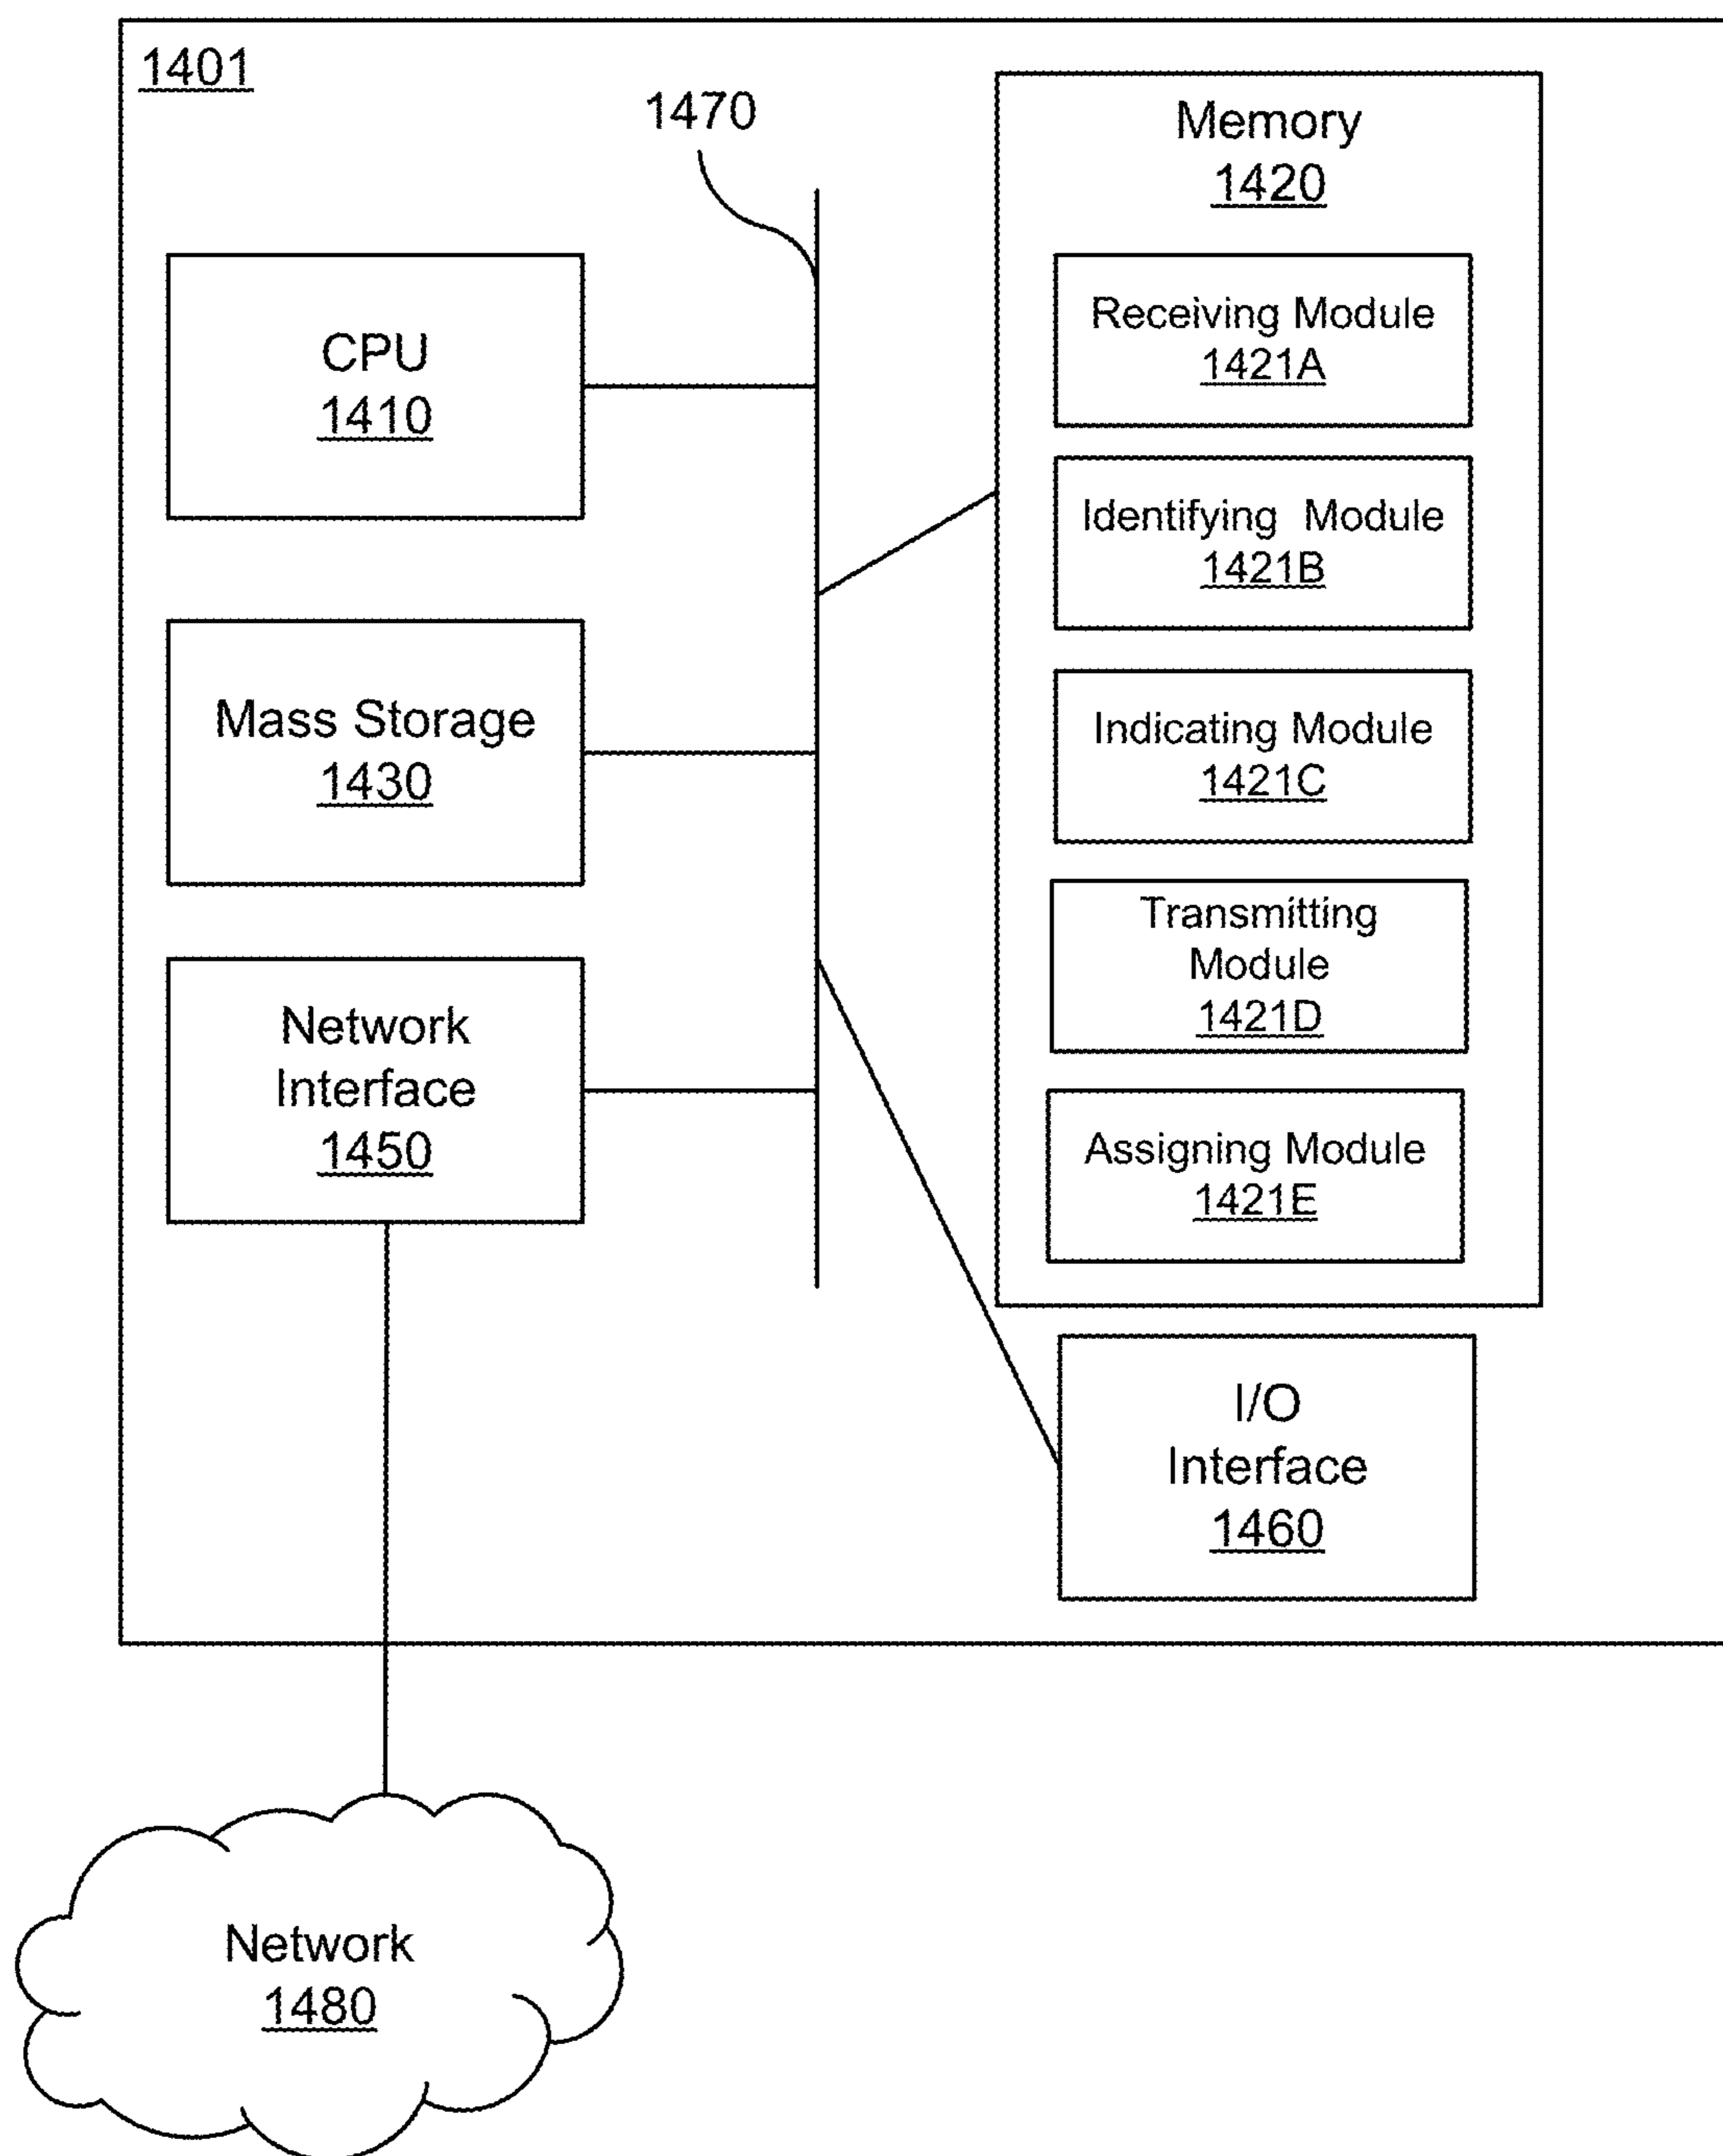 1401
1470
CPU
1410
Mass Storage
1430
Network
Interface
1450
Memory
1420
Receiving Module
1421A
Identifying Module
1421B
Indicating Module
1421C
Transmitting
Module
1421D
Assigning Module
1421E
I/O
Interface
1460
Network
1480